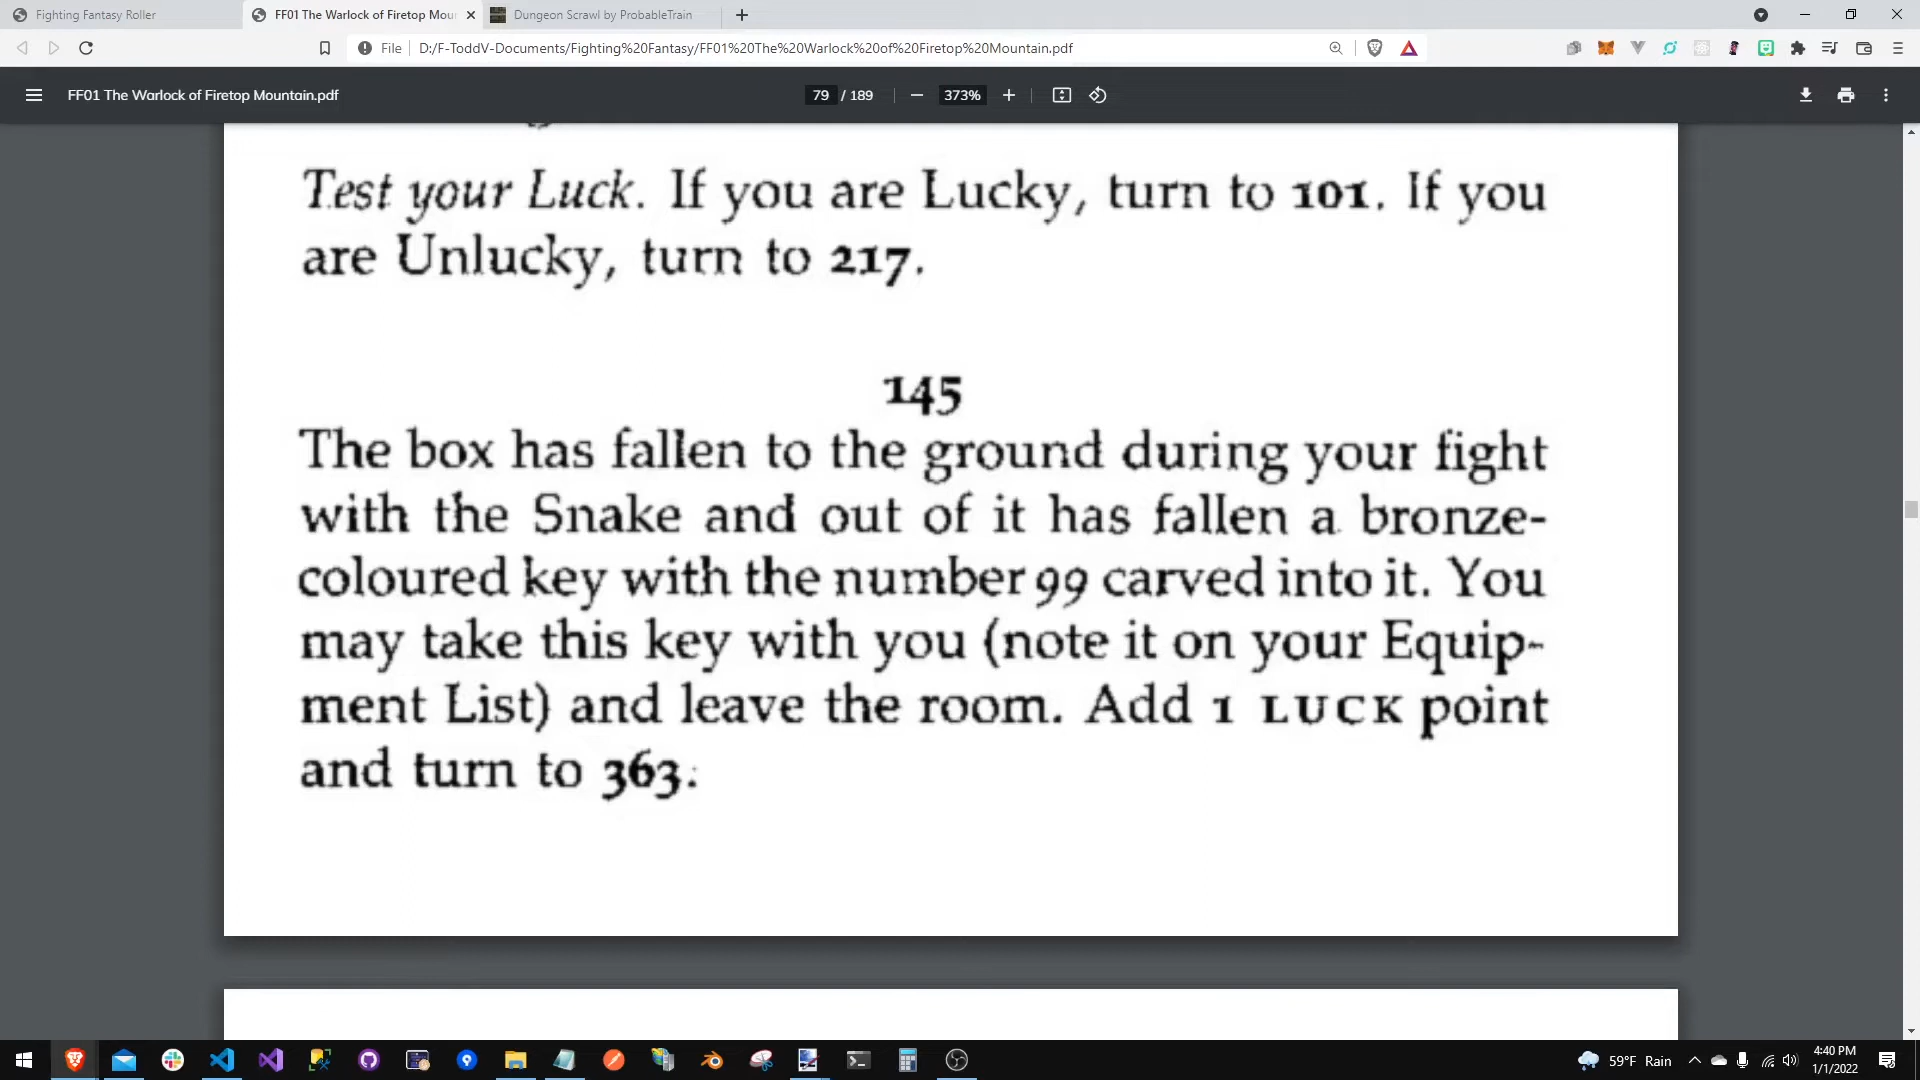 Fighting Fantasy Roller
FF01 The Warlock of Firetop Moun
Dungeon Scrawl by ProbableTrain
File
D:/F-ToddV-Documents/Fighting%20Fantasy/FF01%20The%20Warlock%20of%20Firetop%20Mountain.pdf
FF01 The Warlock of Firetop Mountain.pdf
79 / 189
373%
Test your Luck. If you are Lucky, turn to 101. If you
are Unlucky, turn to 217.
145
The box has fallen to the ground during your fight
with the Snake and out of it has fallen a bronze-
coloured key with the number 99 carved into it. You
may take this key with you (note it on your Equip-
ment List) and leave the room. Add 1 LUCK point
and turn to 363.
59°F Rain
4:40 PM
1/1/2022